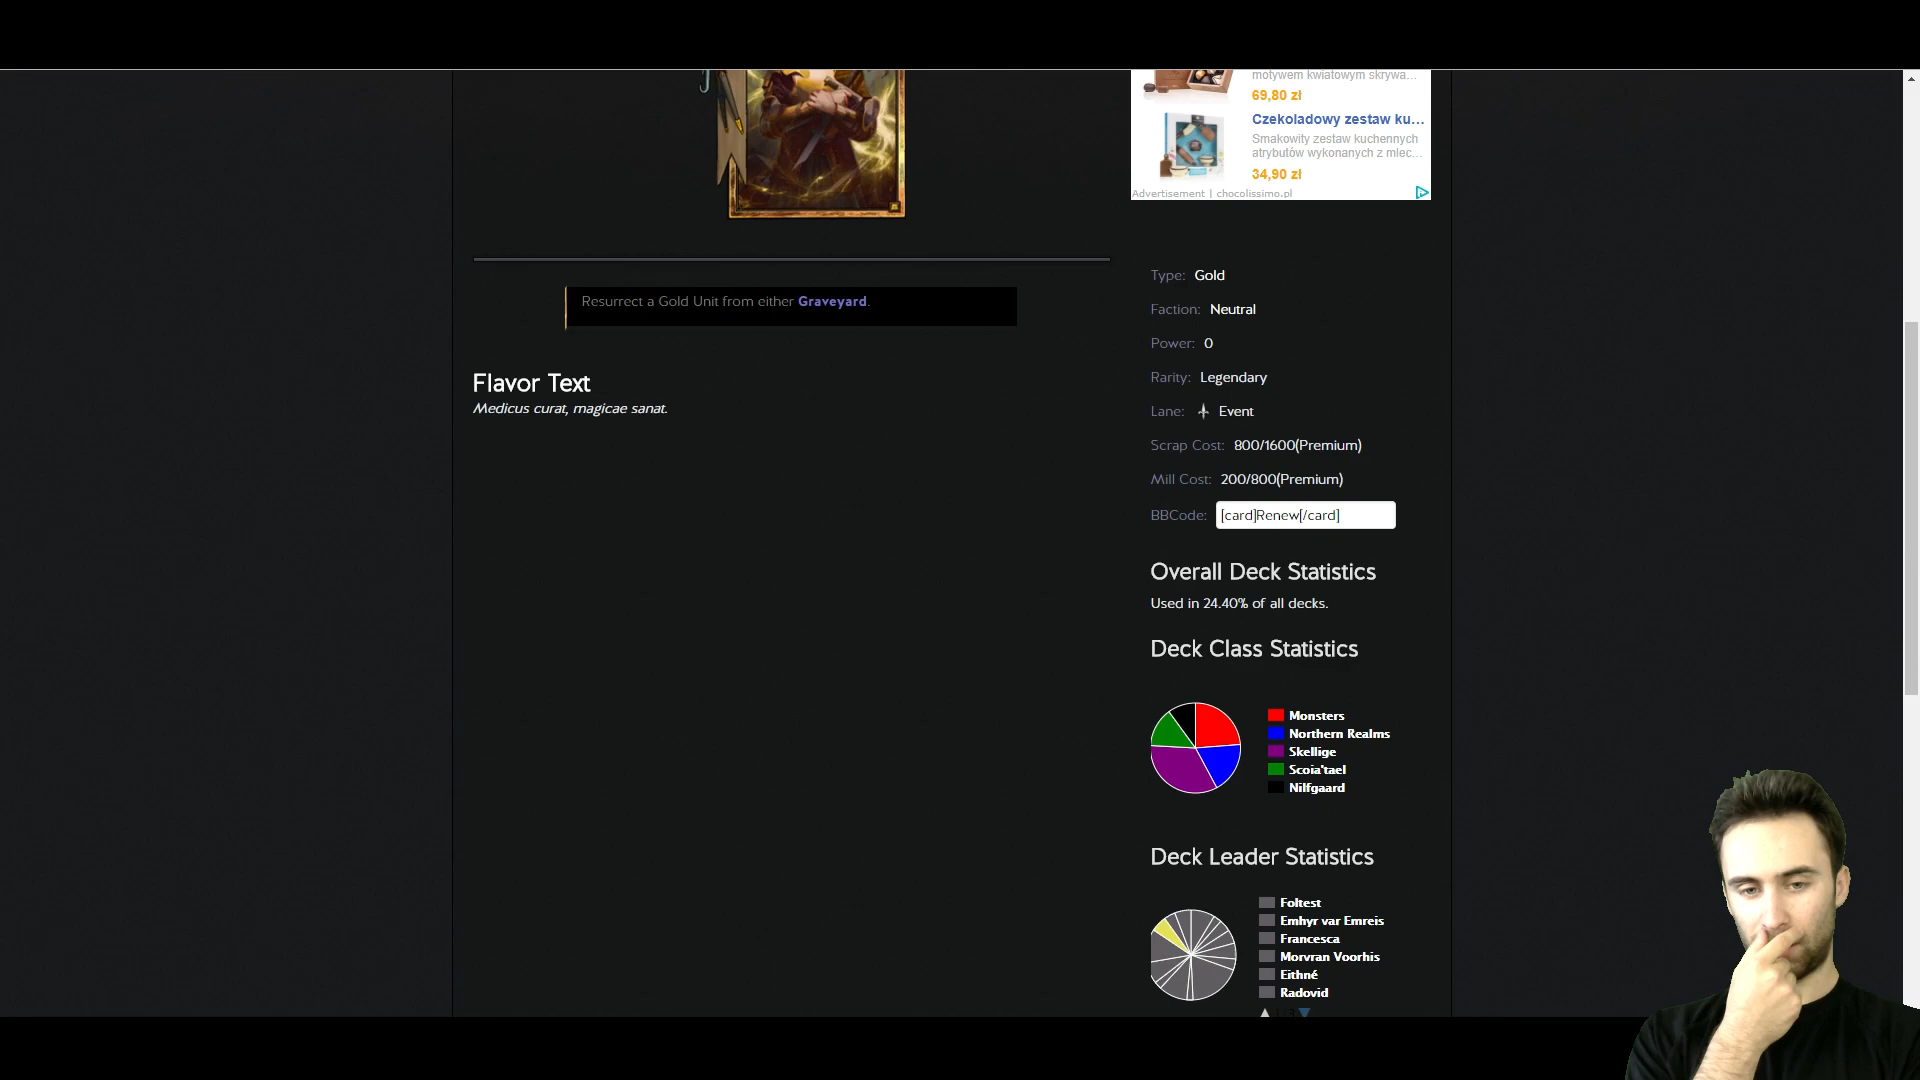 motywem kwiatowym skrywa...
69,80 zł
Czekoladowy zestaw ku...
Smakowity zestaw kuchennych
atrybutów wykonanych z mlec...
34,90 zł
Advertisement | chocolissimo.pl
Resurrect a Gold Unit from either Graveyard.
Flavor Text
Medicus curat, magicae sanat.
Type: Gold
Faction: Neutral
Power: 0
Rarity: Legendary
Lane: Event
Scrap Cost: 800/1600(Premium)
Mill Cost: 200/800(Premium)
BBCode: [card]Renew[/card]
Overall Deck Statistics
Used in 24.40% of all decks.
Deck Class Statistics
Monsters
Northern Realms
Skellige
Scoia'tael
Nilfgaard
Deck Leader Statistics
Foltest
Emhyr var Emreis
Francesca
Morvran Voorhis
Eithné
Radovid